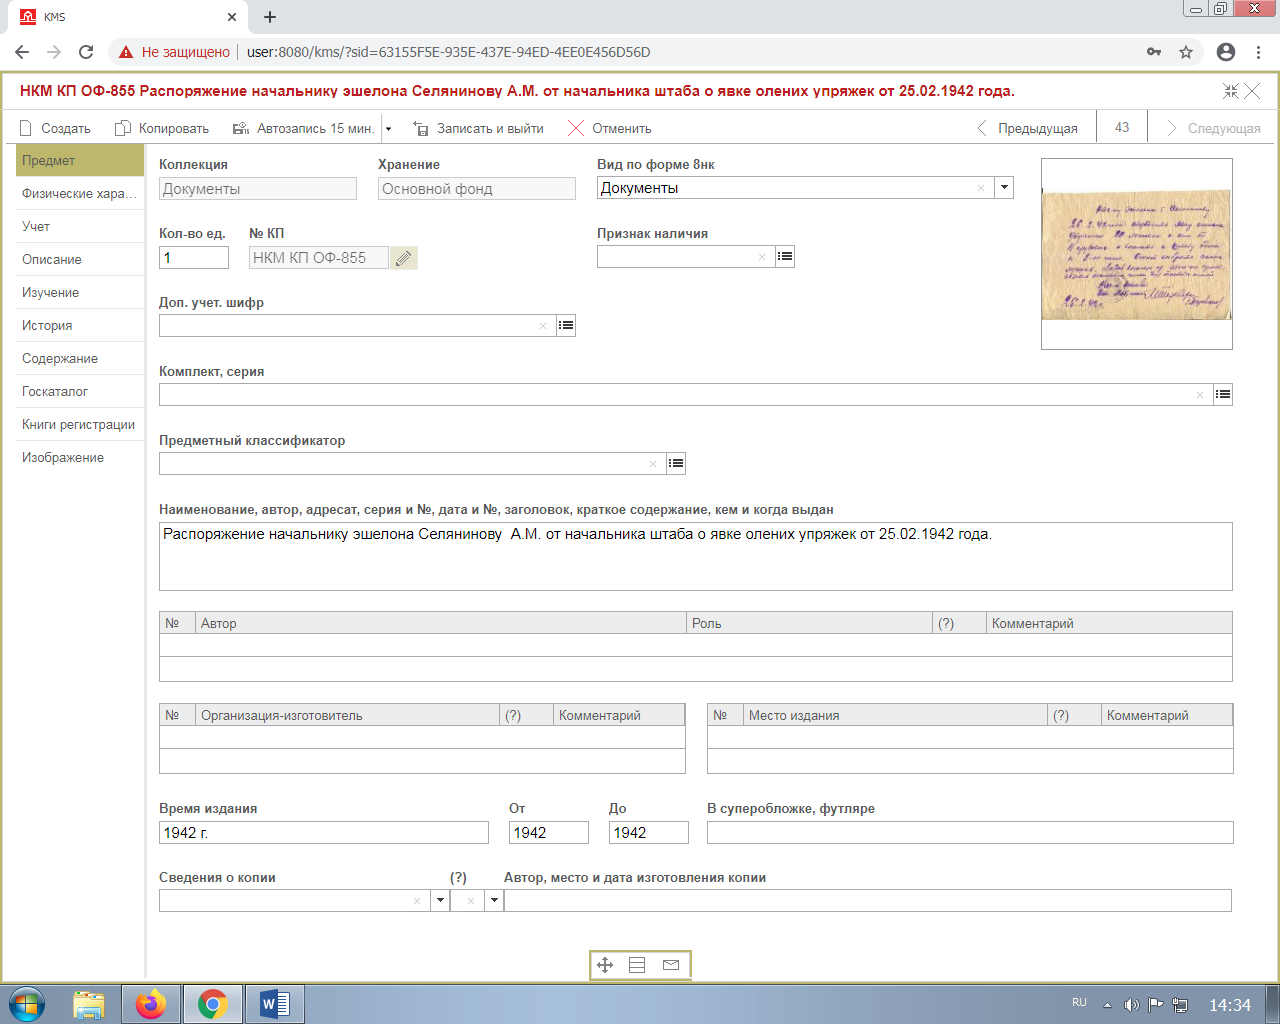 KMS
Не защищено
user:8080/kms/?sid=63155F5E-935E-437E-94ED-4EE0E456D56D
НКМ КП ОФ-855 Распоряжение начальнику эшелона Селянинову А.М. от начальника штаба о явке олених упряжек от 25.02.1942 года.
Создать Копировать Автозапись 15 мин. Записать и выйти Отменить Предыдущая 43 Следующая
Предмет
Физические хара...
Учет
Описание
Изучение
История
Содержание
Госкаталог
Книги регистрации
Изображение
Коллекция Хранение Вид по форме 8нк
Документы Основной фонд Документы
Кол-во ед. № КП Признак наличия
1 НКМ КП ОФ-855
Доп. учет. шифр
Комплект, серия
Предметный классификатор
Наименование, автор, адресат, серия и №, дата и №, заголовок, краткое содержание, кем и когда выдан
Распоряжение начальнику эшелона Селянинову А.М. от начальника штаба о явке олених упряжек от 25.02.1942 года.
№ Автор Роль (?) Комментарий
№ Организация-изготовитель (?) Комментарий № Место издания (?) Комментарий
Время издания От До В суперобложке, футляре
1942 г. 1942 1942
Сведения о копии (?) Автор, место и дата изготовления копии
RU 14:34